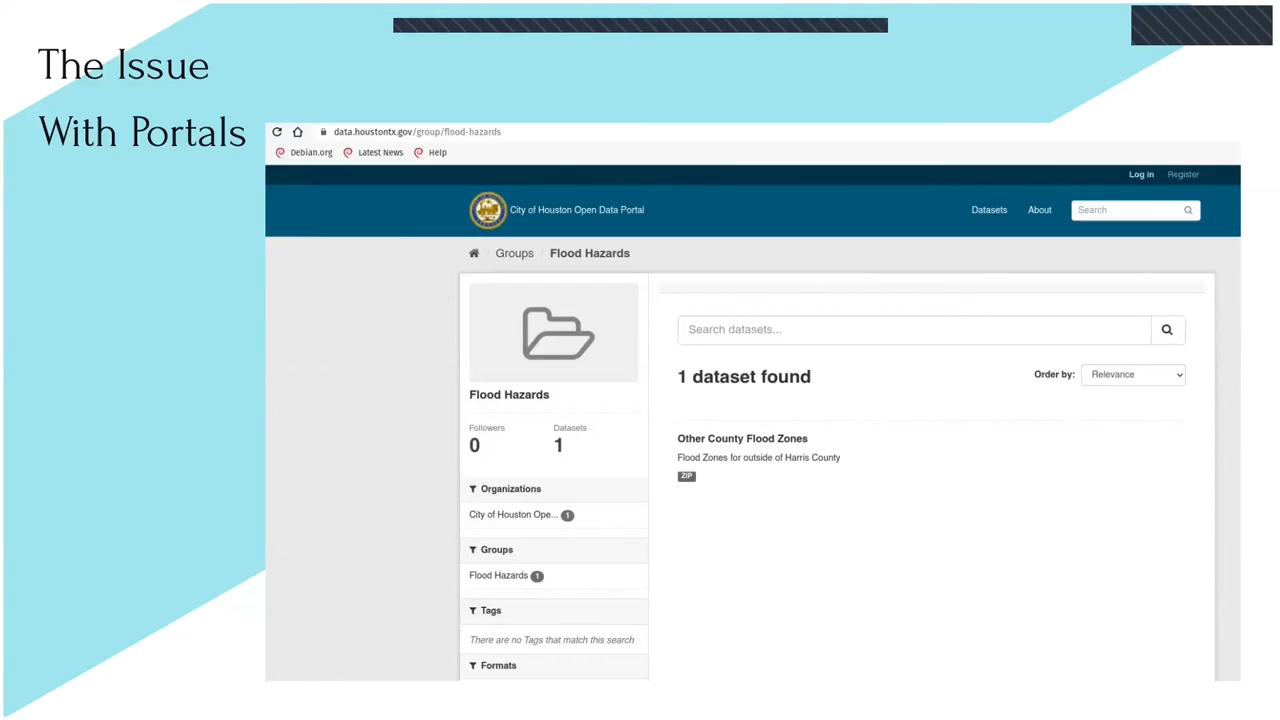 The Issue
With Portals
data.houstontx.gov/group/flood-hazards
Debian.org Latest News Help
Log in Register
City of Houston Open Data Portal Datasets About Search
Groups / Flood Hazards
Search datasets...
1 dataset found Order by: Relevance
Flood Hazards
Followers Datasets
0 1
Other County Flood Zones
Flood Zones for outside of Harris County
ZIP
Organizations
City of Houston Ope... 1
Groups
Flood Hazards 1
Tags
There are no Tags that match this search
Formats